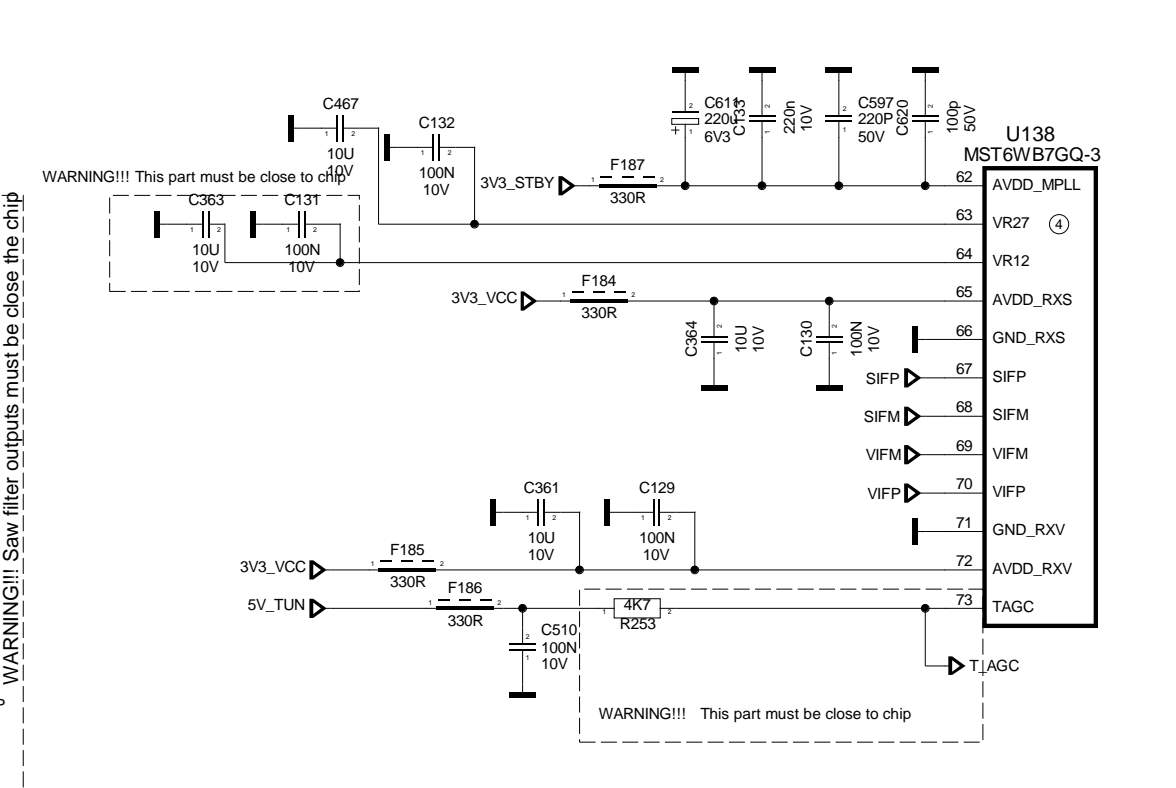 C467
10U
10V
C132
100N
10V
WARNING!!! This part must be close to chip
C363
10U
10V
C131
100N
10V
WARNING!!! Saw filter outputs must be close the chip
C611
220u
6V3
C133
220n
10V
C597
220P
50V
C620
100p
50V
U138
MST6WB7GQ-3
3V3_STBY
F187
330R
62 AVDD_MPLL
63 VR27 4
64 VR12
3V3_VCC
F184
330R
65 AVDD_RXS
C364
10U
10V
C130
100N
10V
66 GND_RXS
SIFP 67 SIFP
SIFM 68 SIFM
VIFM 69 VIFM
VIFP 70 VIFP
71 GND_RXV
C361
10U
10V
C129
100N
10V
3V3_VCC
F185
330R
72 AVDD_RXV
5V_TUN
F186
330R
4K7
R253
73 TAGC
C510
100N
10V
T_AGC
WARNING!!! This part must be close to chip